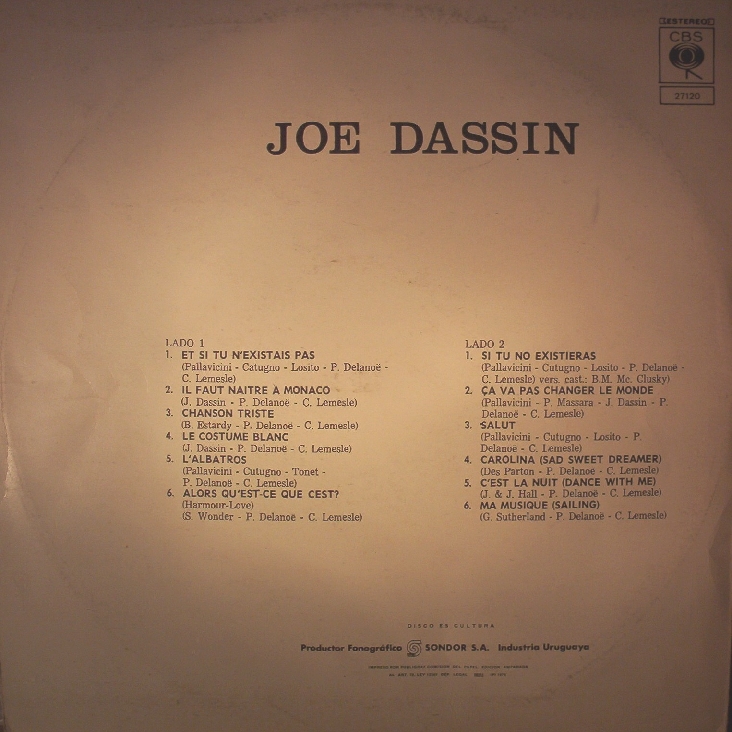 ESTEREO
CBS
27120
JOE DASSIN
LADO 1
1. ET SI TU N'EXISTAIS PAS
(Pallavicini - Catugno - Losito - P. Delanoë -
C. Lemesle)
2. IL FAUT NAITRE À MONACO
(J. Dassin - P. Delanoë - C. Lemesle)
3. CHANSON TRISTE
(B. Estardy - P. Delanoë - C. Lemesle)
4. LE COSTUME BLANC
(J. Dassin - P. Delanoë - C. Lemesle)
5. L'ALBATROS
(Pallavicini - Cutugno - Tonet -
P. Delanoë - C. Lemesle)
6. ALORS QU'EST-CE QUE CEST?
(Harmour-Love)
(S. Wonder - P. Delanoë - C. Lemesle)
LADO 2
1. SI TU NO EXISTIERAS
(Pallavicini - Cutugno - Losito - P. Delanoë -
C. Lemesle) vers. cast.: B.M. Mc. Clusky)
2. ÇA VA PAS CHANGER LE MONDE
(Pallavicini - P. Massara - J. Dassin - P.
Delanoë - C. Lemesle)
3. SALUT
(Pallavicini - Cutugno - Losito - P.
Delanoë - C. Lemesle)
4. CAROLINA (SAD SWEET DREAMER)
(Des Parton - P. Delanoë - C. Lemesle)
5. C'EST LA NUIT (DANCE WITH ME)
(J. & J. Hall - P. Delanoë - C. Lemesle)
6. MA MUSIQUE (SAILING)
(G. Sutherland - P. Delanoë - C. Lemesle)
DISCO ES CULTURA
Productor Fonográfico SONDOR S.A. Industria Uruguaya